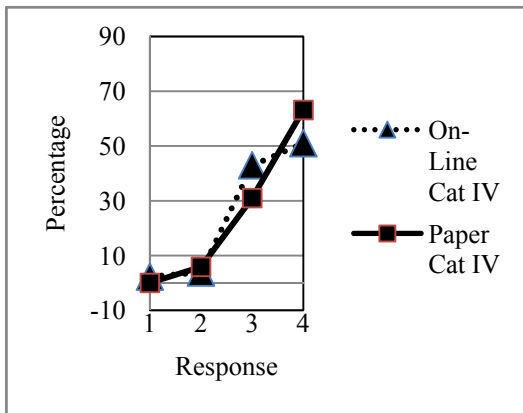 90
70
50
30
10
-10
Percentage
1 2 3 4
Response
On-
Line
Cat IV
Paper
Cat IV